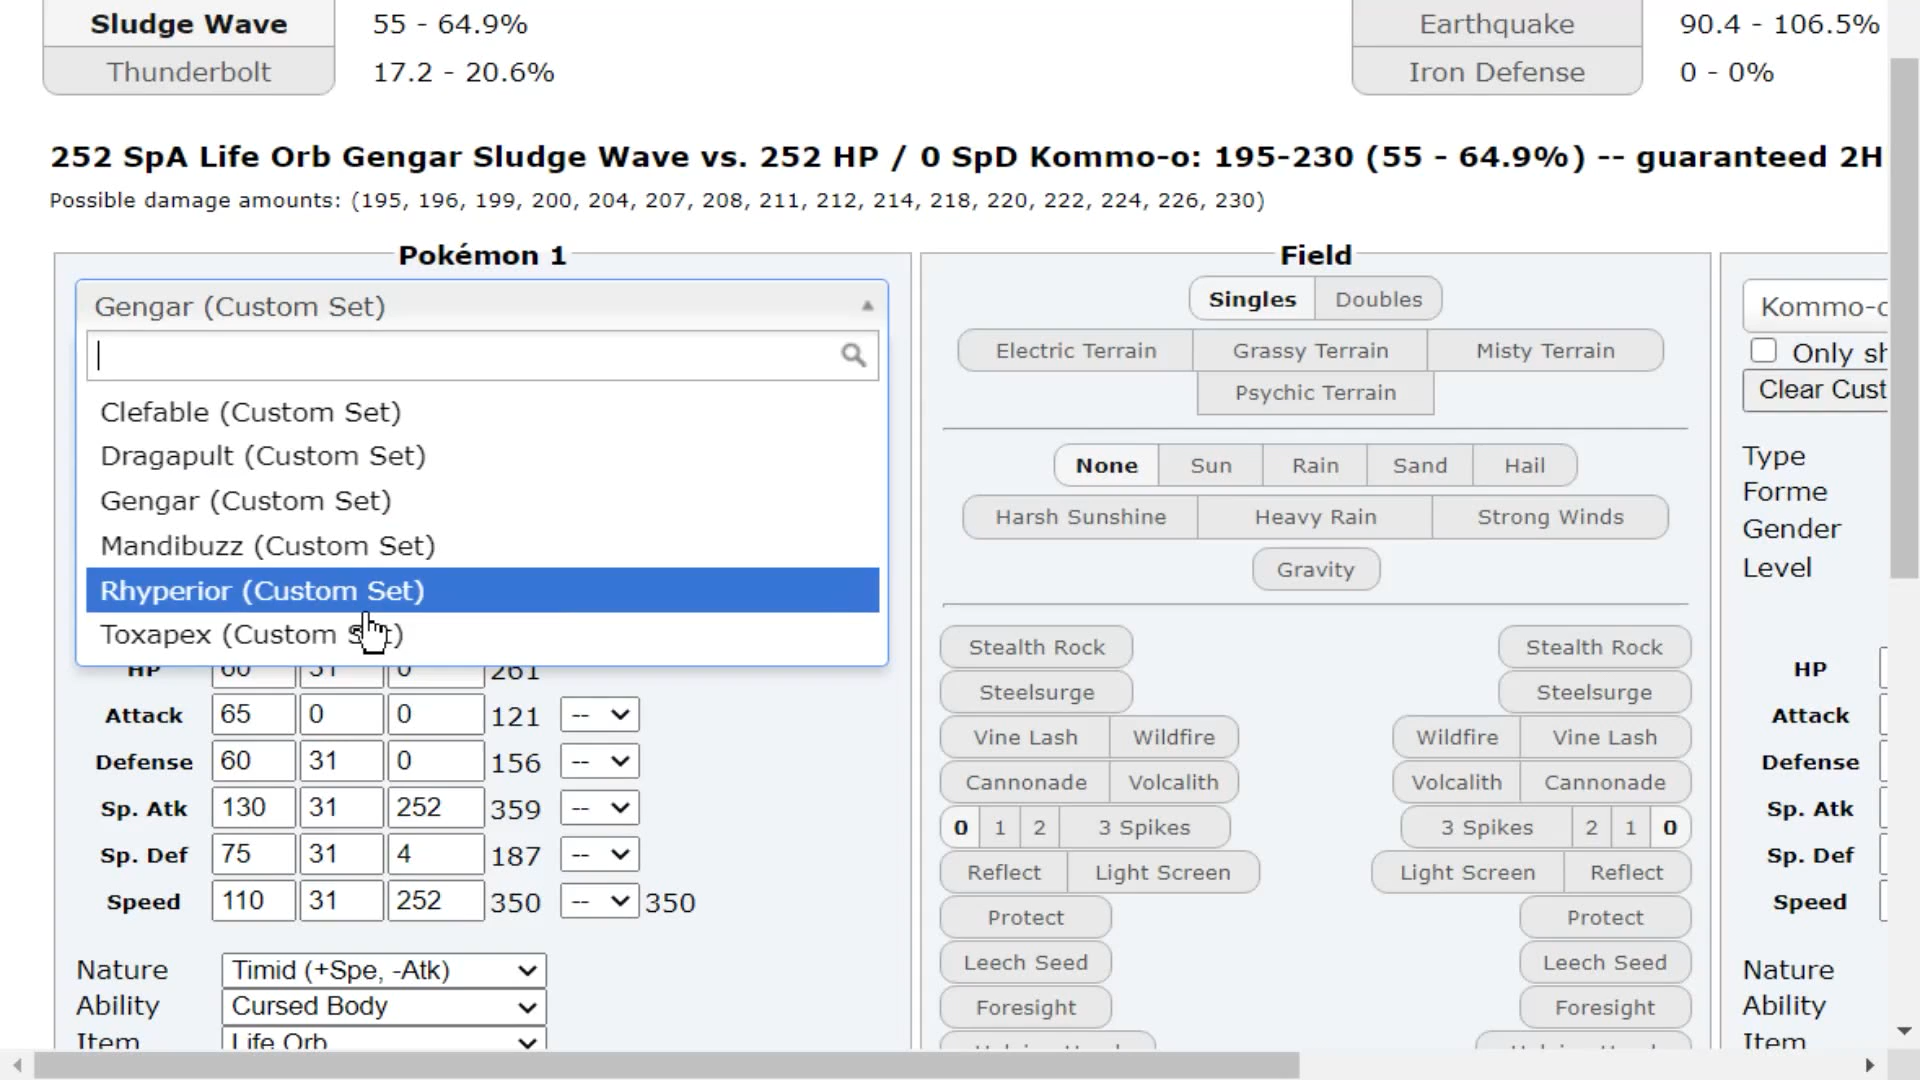 Sludge Wave 55 - 64.9% Earthquake 90.4 - 106.5%
Thunderbolt 17.2 - 20.6% Iron Defense 0 - 0%
252 SpA Life Orb Gengar Sludge Wave vs. 252 HP / 0 SpD Kommo-o: 195-230 (55 - 64.9%) -- guaranteed 2H
Possible damage amounts: (195, 196, 199, 200, 204, 207, 208, 211, 212, 214, 218, 220, 222, 224, 226, 230)
Pokémon 1
Gengar (Custom Set)
Clefable (Custom Set)
Dragapult (Custom Set)
Gengar (Custom Set)
Mandibuzz (Custom Set)
Rhyperior (Custom Set)
Toxapex (Custom Set)
HP 60 31 0 261
Attack 65 0 0 121 --
Defense 60 31 0 156 --
Sp. Atk 130 31 252 359 --
Sp. Def 75 31 4 187 --
Speed 110 31 252 350 -- 350
Nature Timid (+Spe, -Atk)
Ability Cursed Body
Item Life Orb
Field
Singles Doubles
Electric Terrain Grassy Terrain Misty Terrain
Psychic Terrain
None Sun Rain Sand Hail
Harsh Sunshine Heavy Rain Strong Winds
Gravity
Stealth Rock Stealth Rock
Steelsurge Steelsurge
Vine Lash Wildfire Wildfire Vine Lash
Cannonade Volcalith Volcalith Cannonade
0 1 2 3 Spikes 3 Spikes 2 1 0
Reflect Light Screen Light Screen Reflect
Protect Protect
Leech Seed Leech Seed
Foresight Foresight
Kommo-o
Only sh
Clear Cust
Type
Forme
Gender
Level
HP
Attack
Defense
Sp. Atk
Sp. Def
Speed
Nature
Ability
Item